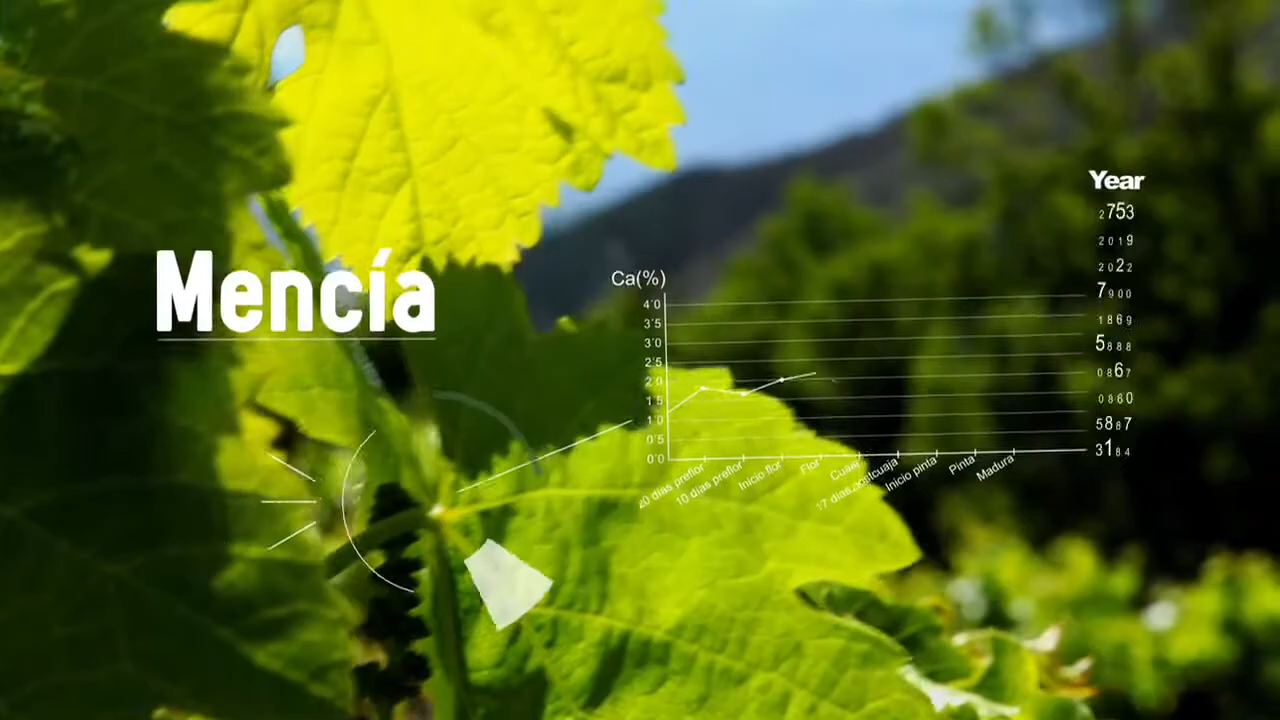 Mencía
Ca(%)
4'0
3'5
3'0
2'5
2'0
1'5
1'0
0'5
0'0
20 días preflor
10 días preflor
Inicio flor
Flor
Cuaje
17 días postcuaja
Inicio pinta
Pinta
Madura
Year
2753
2019
2022
7900
1869
5888
0867
0860
5887
3184